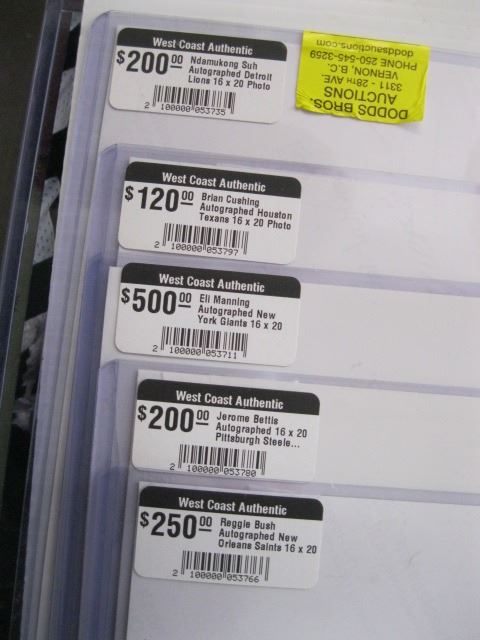 West Coast Authentic
$200.00
Ndamukong Suh
Autographed Detroit
Lions 16 x 20 Photo
2 100000 053735
DODDS BROS.
AUCTIONS
3311 - 28TH AVE.
VERNON, B.C.
PHONE 250-545-3259
doddsauctions.com
West Coast Authentic
$120.00
Brian Cushing
Autographed Houston
Texans 16 x 20 Photo
2 100000 053797
West Coast Authentic
$500.00
Eli Manning
Autographed New
York Giants 16 x 20
2 100000 053711
West Coast Authentic
$200.00
Jerome Bettis
Autographed 16 x 20
Pittsburgh Steele...
2 100000 053780
West Coast Authentic
$250.00
Reggie Bush
Autographed New
Orleans Saints 16 x 20
2 100000 053766